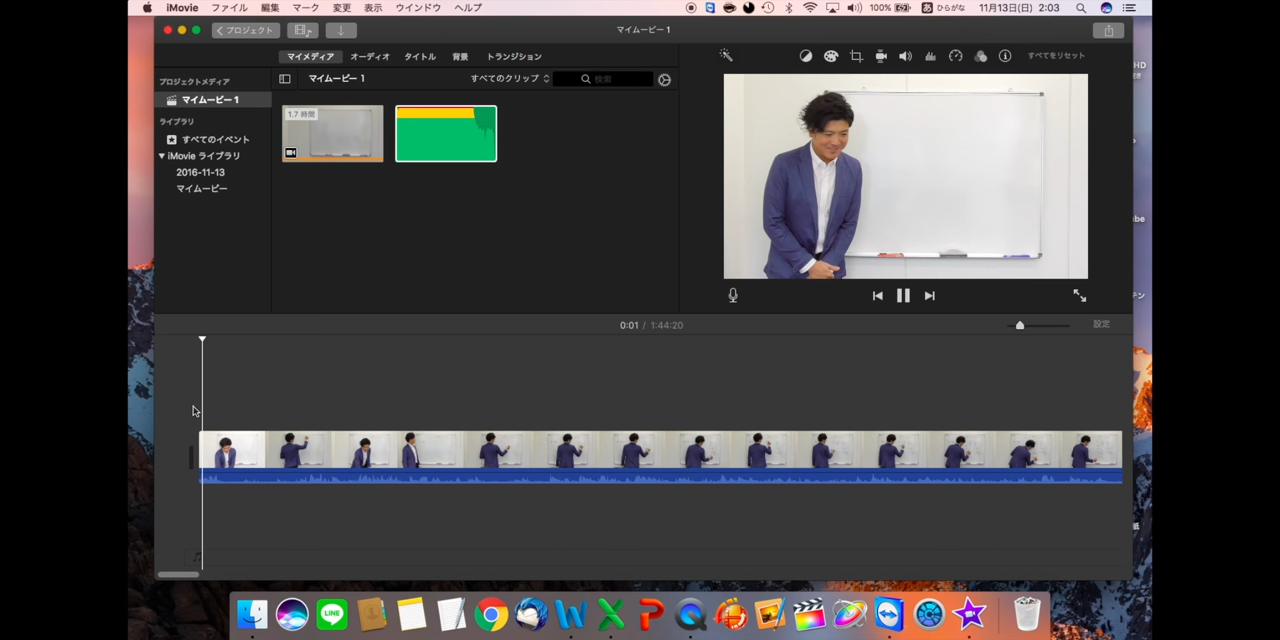 iMovie ファイル 編集 マーク 変更 表示 ウインドウ ヘルプ 100% ひらがな 11月13日(日) 2:03
プロジェクト マイムービー 1
マイメディア オーディオ タイトル 背景 トランジション すべてをリセット
プロジェクトメディア マイムービー 1 すべてのクリップ 検索
マイムービー 1
ライブラリ
1.7 時間
すべてのイベント
iMovie ライブラリ
2016-11-13
マイムービー
0:01 / 1:44:20 設定
HD
LINE